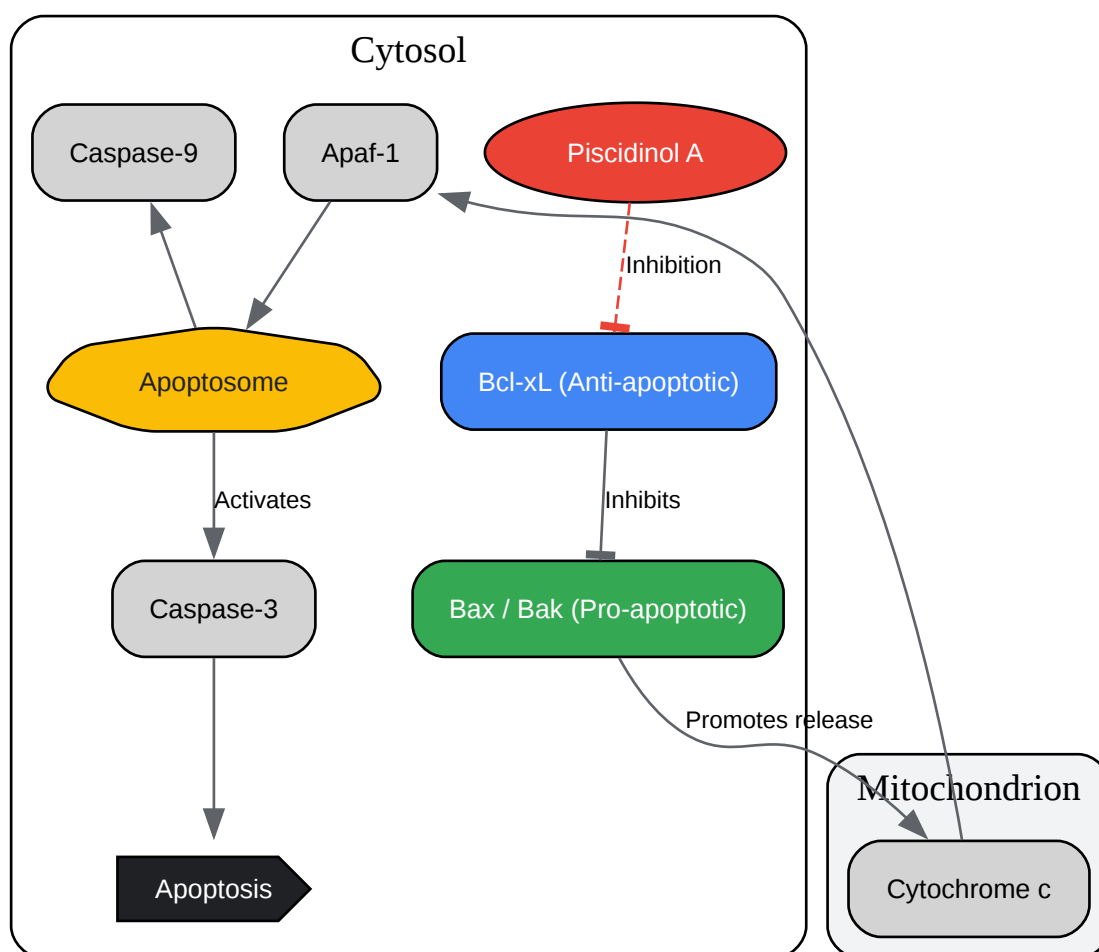 Cytosol
Caspase-9
Apaf-1
Piscidinol A
Inhibition
Apoptosome
Bcl-xL (Anti-apoptotic)
Activates
Inhibits
Caspase-3
Bax / Bak (Pro-apoptotic)
Promotes release
Mitochondrion
Apoptosis
Cytochrome c